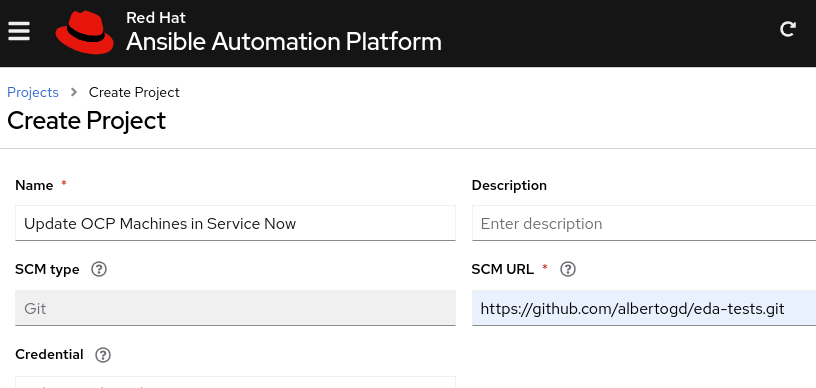 Red Hat
Ansible Automation Platform
Projects > Create Project
Create Project
Name *
Description
Update OCP Machines in Service Now
Enter description
SCM type
SCM URL *
Git
https://github.com/albertogd/eda-tests.git
Credential